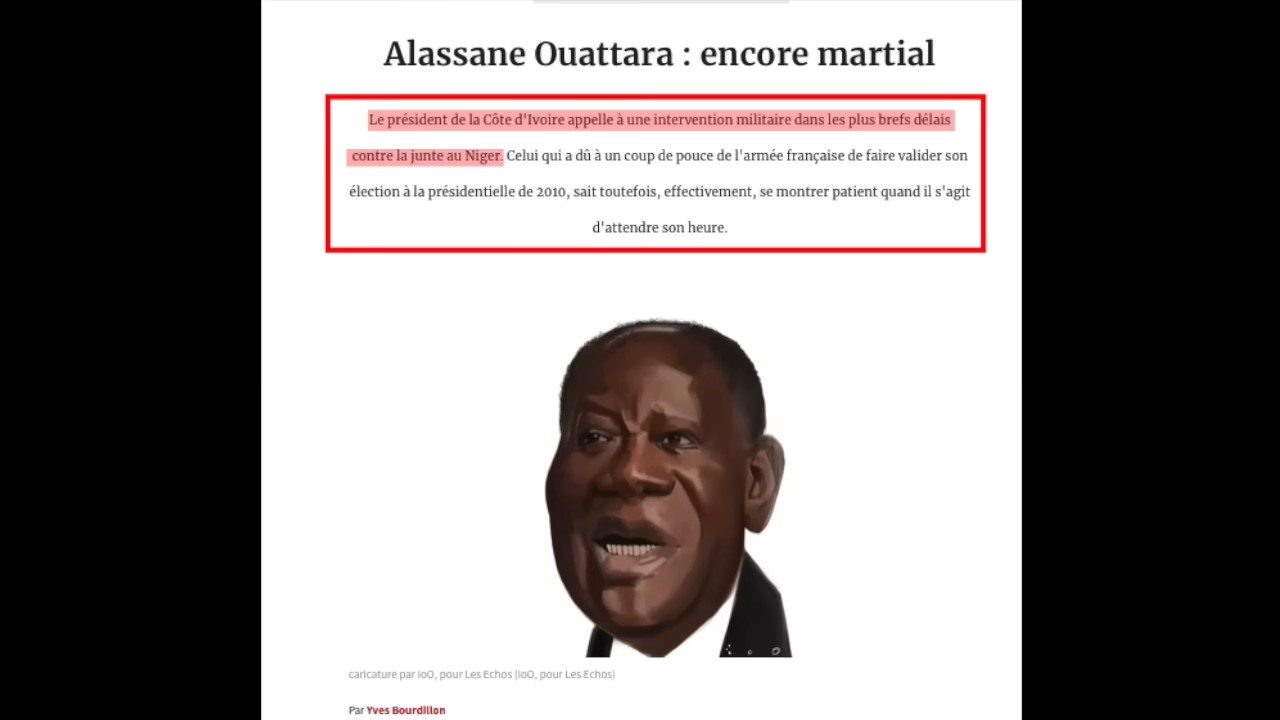 Alassane Ouattara : encore martial
Le président de la Côte d'Ivoire appelle à une intervention militaire dans les plus brefs délais
contre la junte au Niger. Celui qui a dû à un coup de pouce de l'armée française de faire valider son
élection à la présidentielle de 2010, sait toutefois, effectivement, se montrer patient quand il s'agit
d'attendre son heure.
caricature par ioO, pour Les Echos (ioO, pour Les Echos)
Par Yves Bourdillon